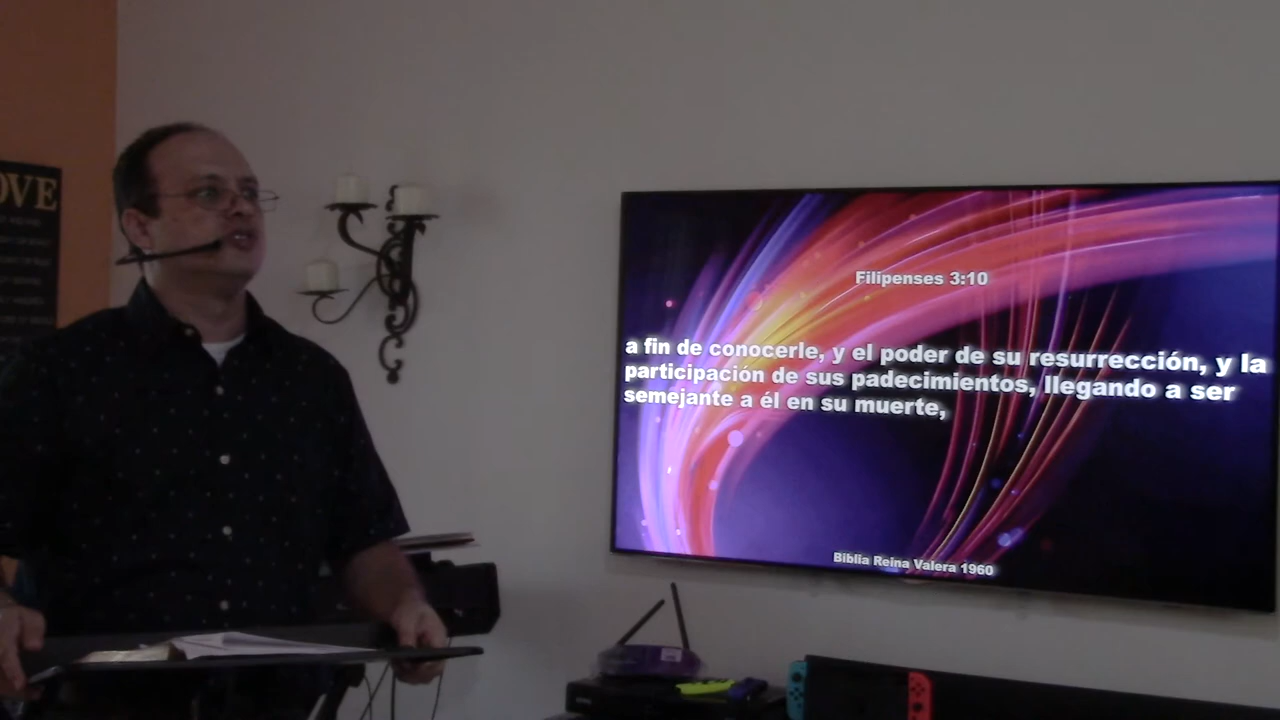 OVE
Filipenses 3:10
a fin de conocerle, y el poder de su resurrección, y la
participación de sus padecimientos, llegando a ser
semejante a él en su muerte,
Biblia Reina Valera 1960